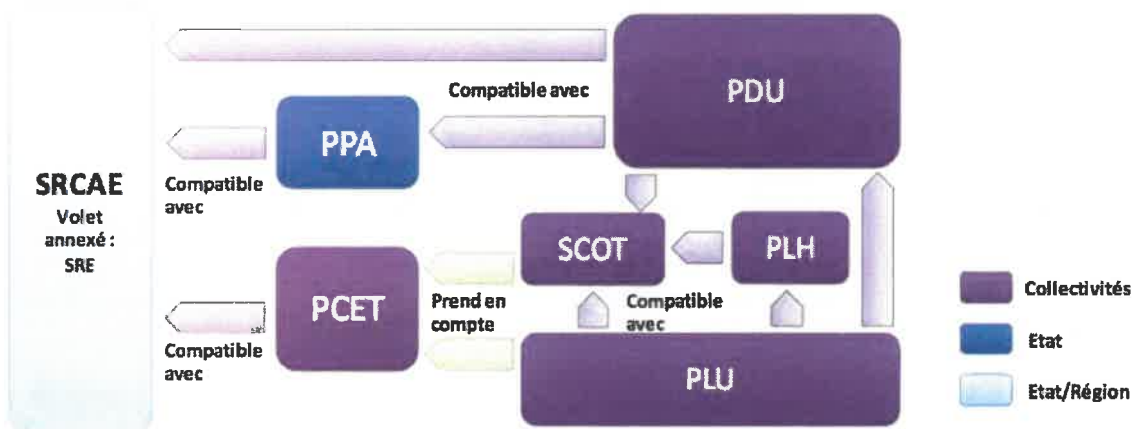 SRCAE
Volet
annexé :
SRE
Compatible avec
PDU
PPA
Compatible
avec
SCOT
PLH
PCET
Prend en
compte
Compatible
avec
Compatible
avec
PLU
Collectivités
Etat
Etat/Région